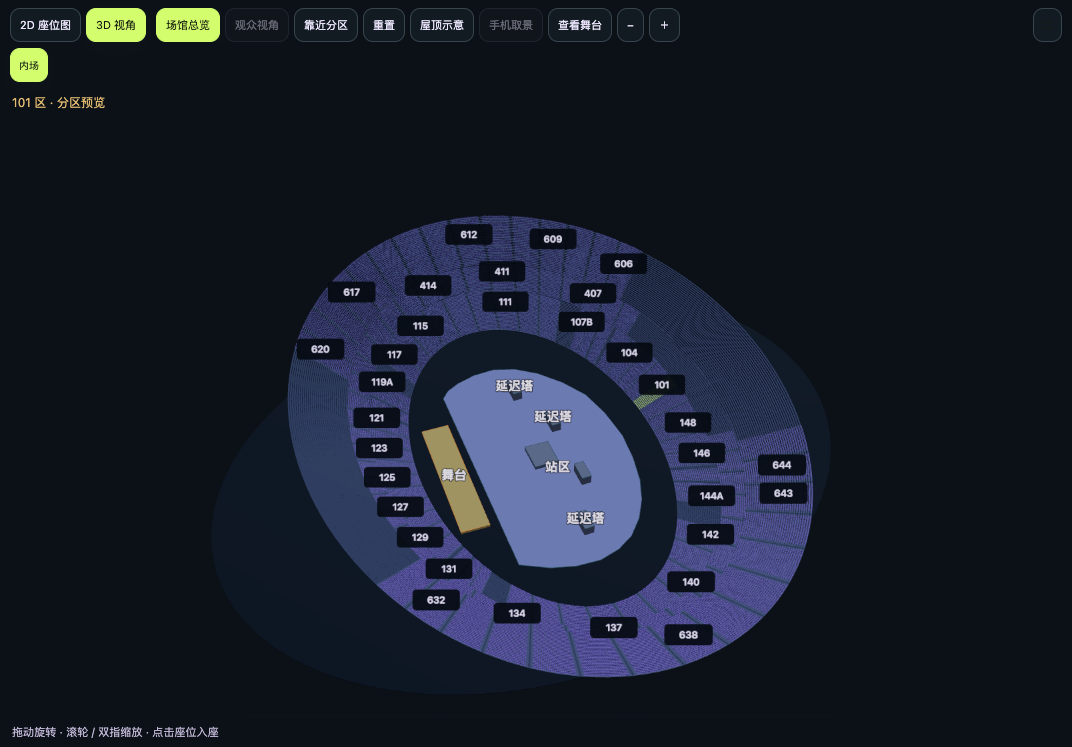 2D 座位图 3D 视角 场馆总览 观众视角 靠近分区 重置 屋顶示意 手机取景 查看舞台 − +
内场
101 区 · 分区预览
612 609
606
411
414 407
617
111
107B
115
620 117 104
119A 101
延迟塔
121 延迟塔 148
123 146
舞台 站区 644
125 144A 643
127
延迟塔
129 142
131
632 140
134
137 638
拖动旋转 · 滚轮 / 双指缩放 · 点击座位入座